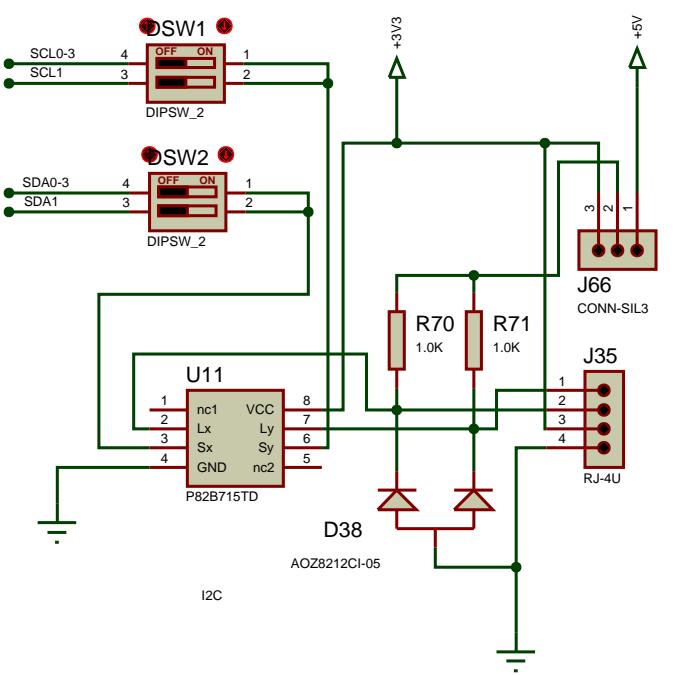 DSW1
SCL0-3
4
OFF ON
1
SCL1
3
2
DIPSW_2
+3V3
+5V
DSW2
SDA0-3
4
OFF ON
1
SDA1
3
2
DIPSW_2
3
2
1
J66
CONN-SIL3
R70
1.0K
R71
1.0K
J35
1
2
3
4
RJ-4U
U11
1
nc1
VCC
8
2
Lx
Ly
7
3
Sx
Sy
6
4
GND
nc2
5
P82B715TD
D38
AOZ8212CI-05
I2C